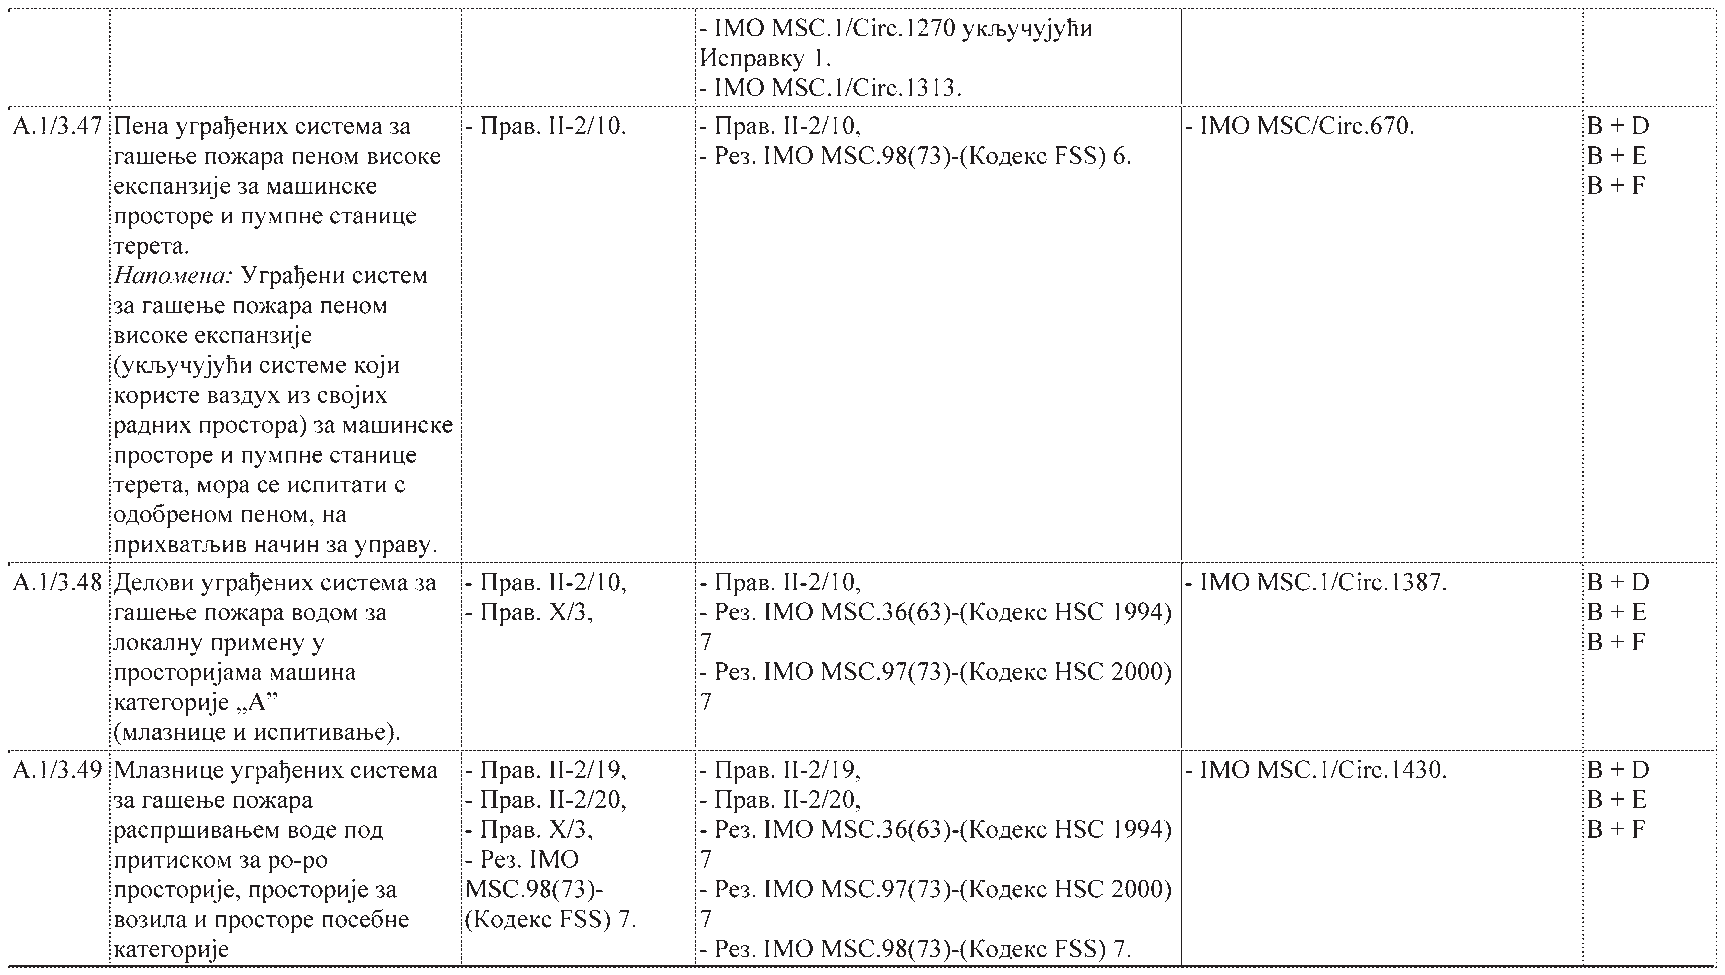 - IMO MSC.1/Circ.1270 укључујући
Исправку 1.
- IMO MSC.1/Circ.1313.
A.1/3.47
Пена уграђених система за
гашење пожара пеном високе
експанзије за машинске
просторе и пумпне станице
терета.
Напомена: Уграђени систем
за гашење пожара пеном
високе експанзије
(укључујући системе који
користе ваздух из својих
радних простора) за машинске
просторе и пумпне станице
терета, мора се испитати с
одобреном пеном, на
прихватљив начин за управу.
- Прав. II-2/10.
- Прав. II-2/10,
- Рез. IMO MSC.98(73)-(Кодекс FSS) 6.
- IMO MSC/Circ.670.
B + D
B + E
B + F
A.1/3.48
Делови уграђених система за
гашење пожара водом за
локалну примену у
просторијама машина
категорије „А”
(млазнице и испитивање).
- Прав. II-2/10,
- Прав. X/3,
- Прав. II-2/10,
- Рез. IMO MSC.36(63)-(Кодекс HSC 1994)
7
- Рез. IMO MSC.97(73)-(Кодекс HSC 2000)
7
- IMO MSC.1/Circ.1387.
B + D
B + E
B + F
A.1/3.49
Млазнице уграђених система
за гашење пожара
распршивањем воде под
притиском за ро-ро
просторије, просторије за
возила и просторе посебне
категорије
- Прав. II-2/19,
- Прав. II-2/20,
- Прав. X/3,
- Рез. IMO
MSC.98(73)-
(Кодекс FSS) 7.
- Прав. II-2/19,
- Прав. II-2/20,
- Рез. IMO MSC.36(63)-(Кодекс HSC 1994)
7
- Рез. IMO MSC.97(73)-(Кодекс HSC 2000)
7
- Рез. IMO MSC.98(73)-(Кодекс FSS) 7.
- IMO MSC.1/Circ.1430.
B + D
B + E
B + F